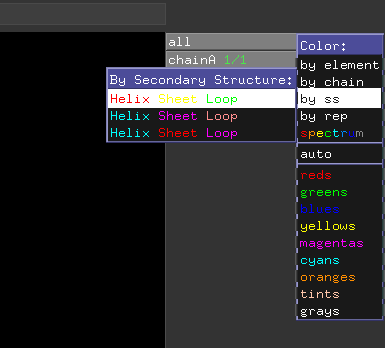 all
chainA 1/1
Color:
by element
by chain
by ss
by rep
spectrum
auto
reds
greens
blues
yellows
magentas
cyans
oranges
tints
grays
By Secondary Structure:
Helix Sheet Loop
Helix Sheet Loop
Helix Sheet Loop